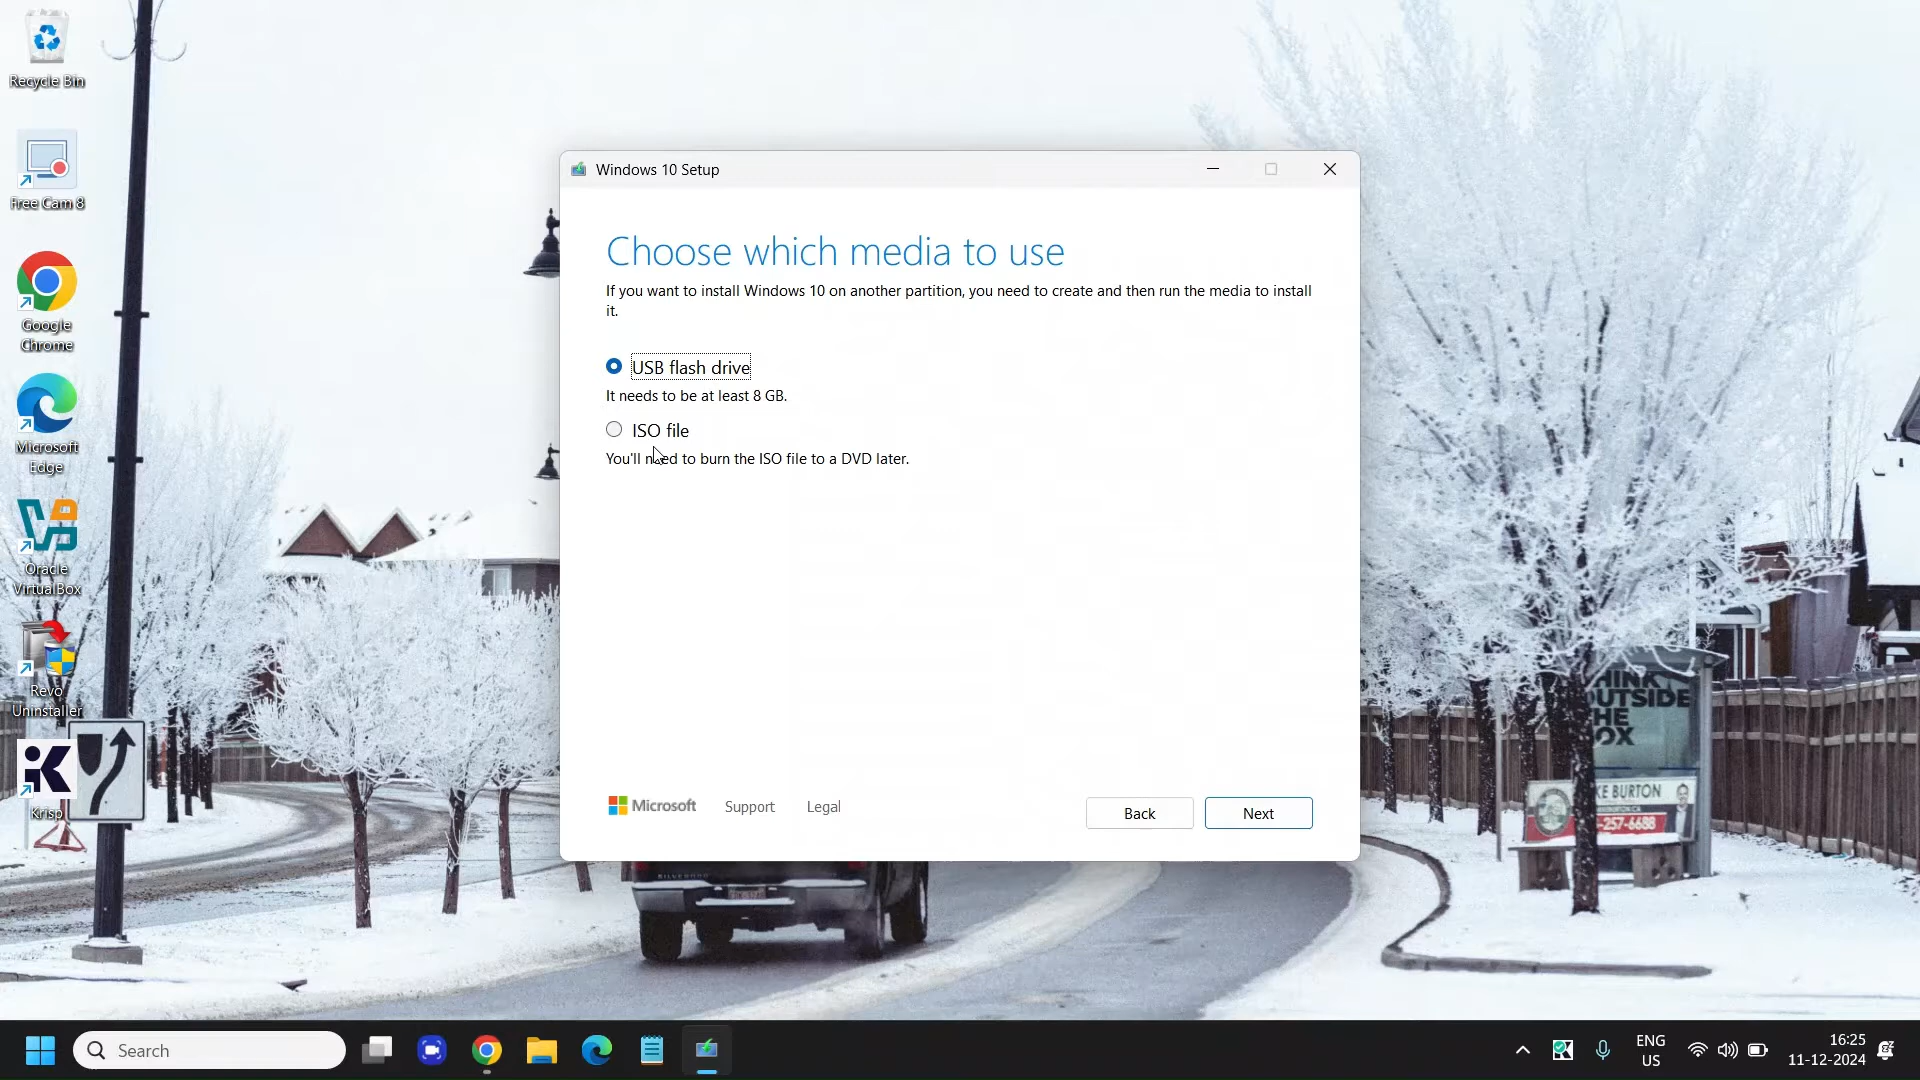 Recycle Bin
Free Cam 8
Google
Chrome
Microsoft
Edge
Oracle
VirtualBox
Revo
Uninstaller
Krisp
Windows 10 Setup
Choose which media to use
If you want to install Windows 10 on another partition, you need to create and then run the media to install
it.
USB flash drive
It needs to be at least 8 GB.
ISO file
You'll need to burn the ISO file to a DVD later.
Microsoft
Support
Legal
Back
Next
SILVERADO
THINK
OUTSIDE
THE
BOX
KE BURTON
-257-6688
Search
ENG
US
16:25
11-12-2024